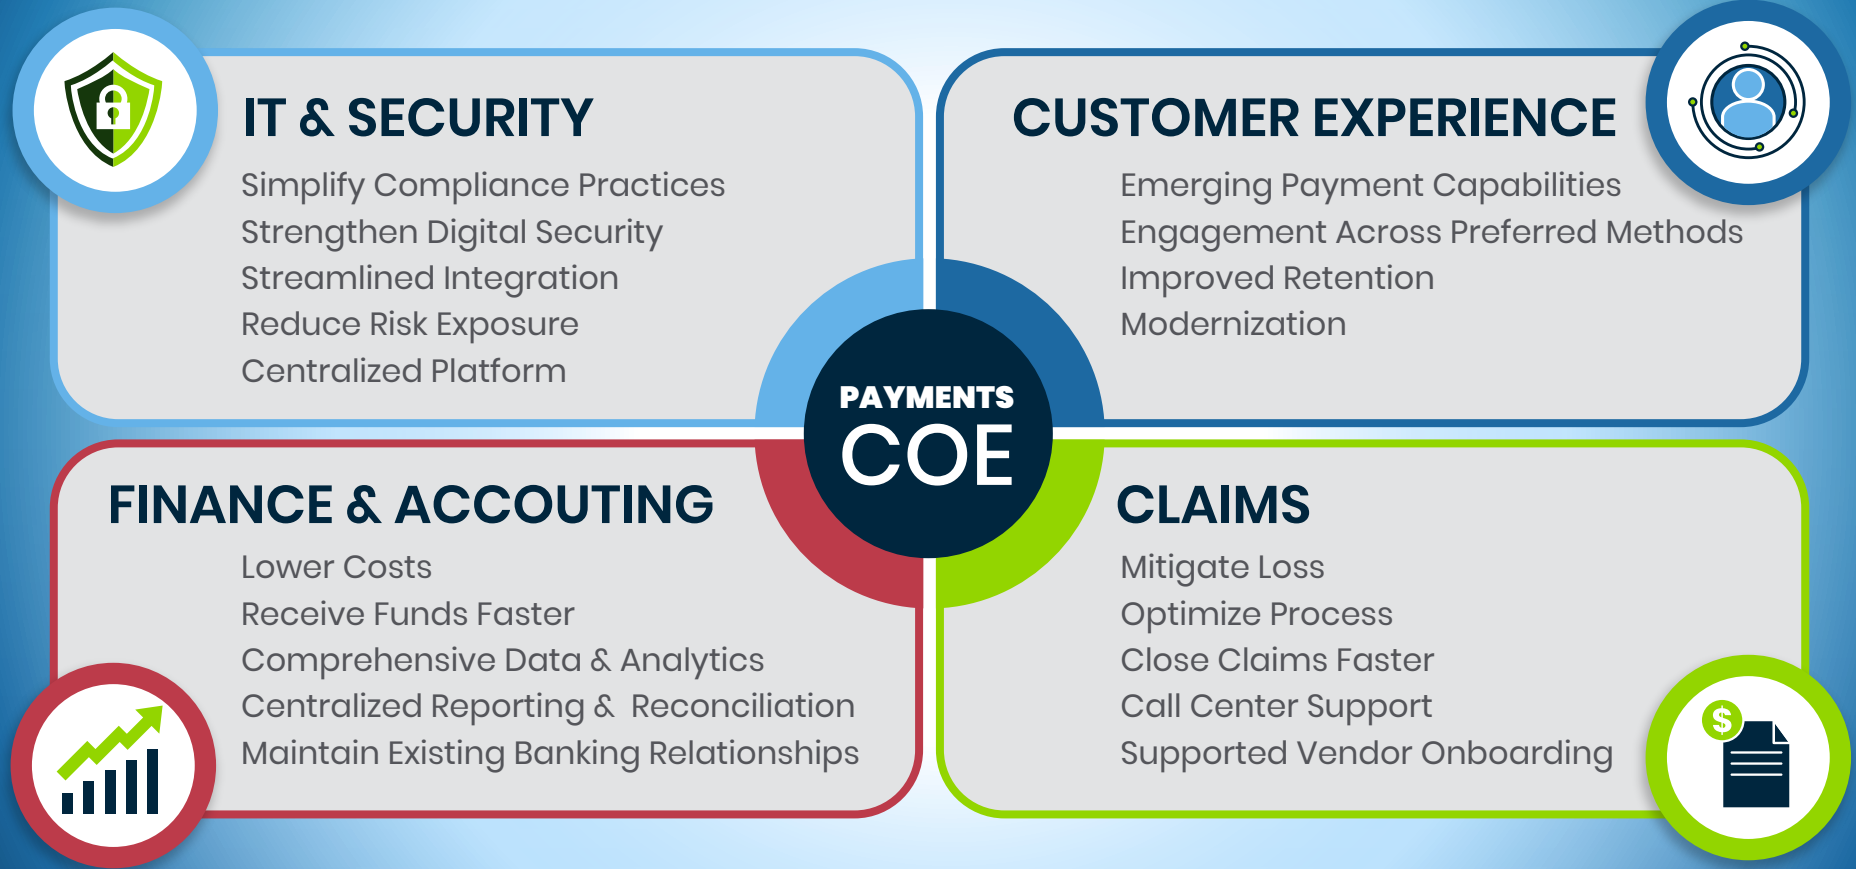 IT & SECURITY
Simplify Compliance Practices
Strengthen Digital Security
Streamlined Integration
Reduce Risk Exposure
Centralized Platform
CUSTOMER EXPERIENCE
Emerging Payment Capabilities
Engagement Across Preferred Methods
Improved Retention
Modernization
PAYMENTS
COE
FINANCE & ACCOUTING
Lower Costs
Receive Funds Faster
Comprehensive Data & Analytics
Centralized Reporting &  Reconciliation
Maintain Existing Banking Relationships
CLAIMS
Mitigate Loss
Optimize Process
Close Claims Faster
Call Center Support
Supported Vendor Onboarding
$